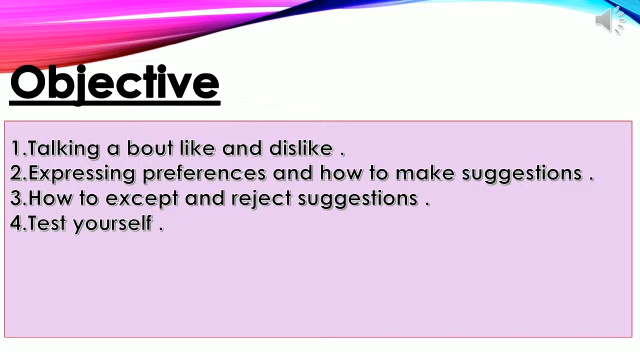 Objective
1.Talking a bout like and dislike .
2.Expressing preferences and how to make suggestions .
3.How to except and reject suggestions .
4.Test yourself .